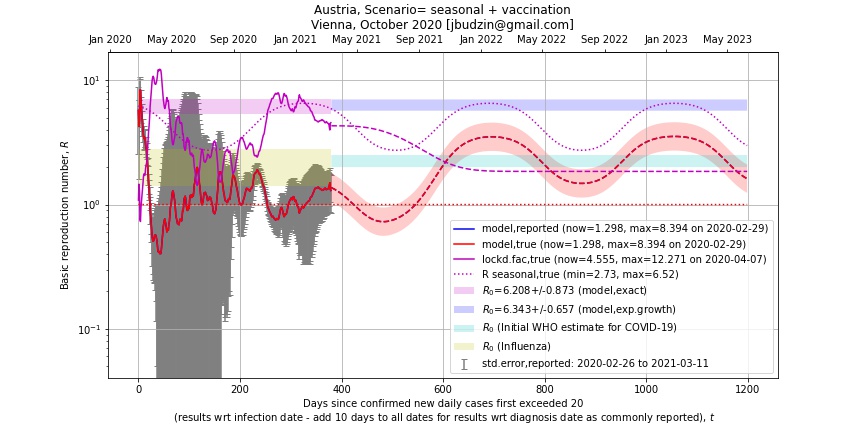 Austria, Scenario= seasonal + vaccination
Vienna, October 2020 [jbudzin@gmail.com]
Jan 2020 May 2020 Sep 2020 Jan 2021 May 2021 Sep 2021 Jan 2022 May 2022 Sep 2022 Jan 2023 May 2023
Basic reproduction number, R
10¹
10⁰
10⁻¹
model,reported (now=1.298, max=8.394 on 2020-02-29)
model,true (now=1.298, max=8.394 on 2020-02-29)
lockd.fac,true (now=4.555, max=12.271 on 2020-04-07)
R seasonal,true (min=2.73, max=6.52)
R₀=6.208+/-0.873 (model,exact)
R₀=6.343+/-0.657 (model,exp.growth)
R₀ (Initial WHO estimate for COVID-19)
R₀ (Influenza)
std.error,reported: 2020-02-26 to 2021-03-11
0 200 400 600 800 1000 1200
Days since confirmed new daily cases first exceeded 20
(results wrt infection date - add 10 days to all dates for results wrt diagnosis date as commonly reported), t